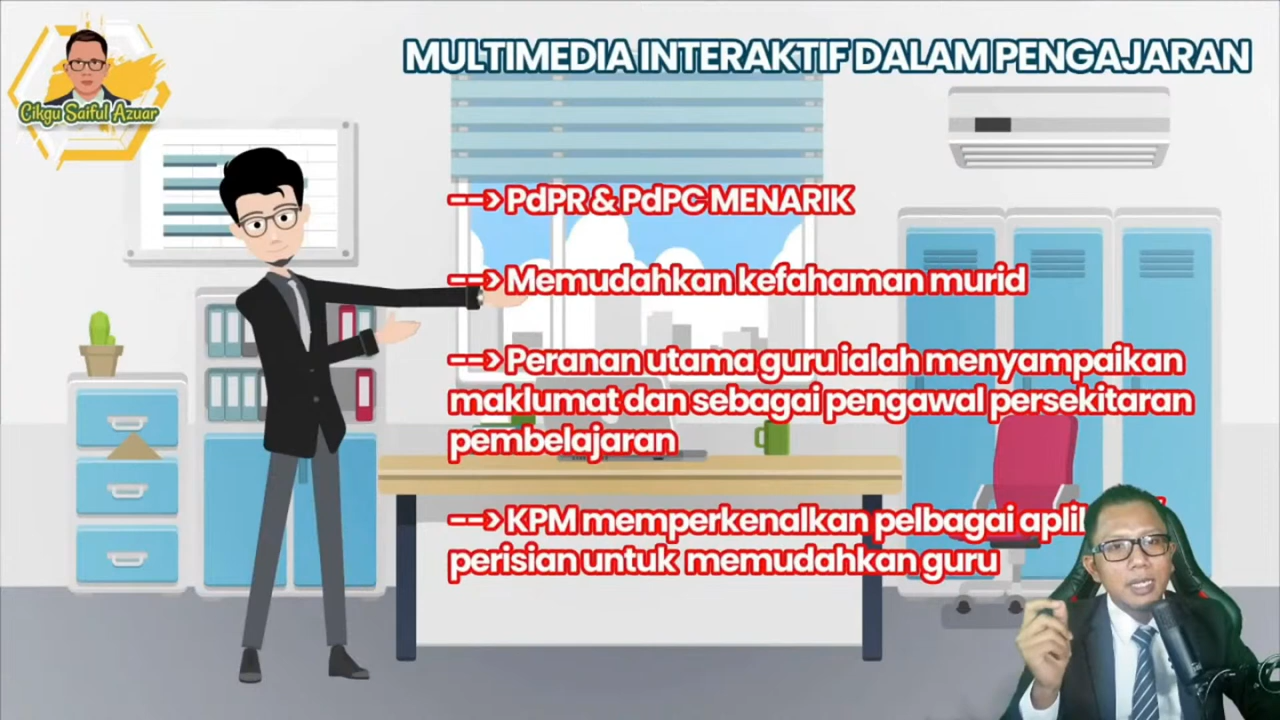 Cikgu Saiful Azuar
MULTIMEDIA INTERAKTIF DALAM PENGAJARAN
--> PdPR & PdPC MENARIK
--> Memudahkan kefahaman murid
--> Peranan utama guru ialah menyampaikan
maklumat dan sebagai pengawal persekitaran
pembelajaran
--> KPM memperkenalkan pelbagai
perisian untuk memudahkan guru